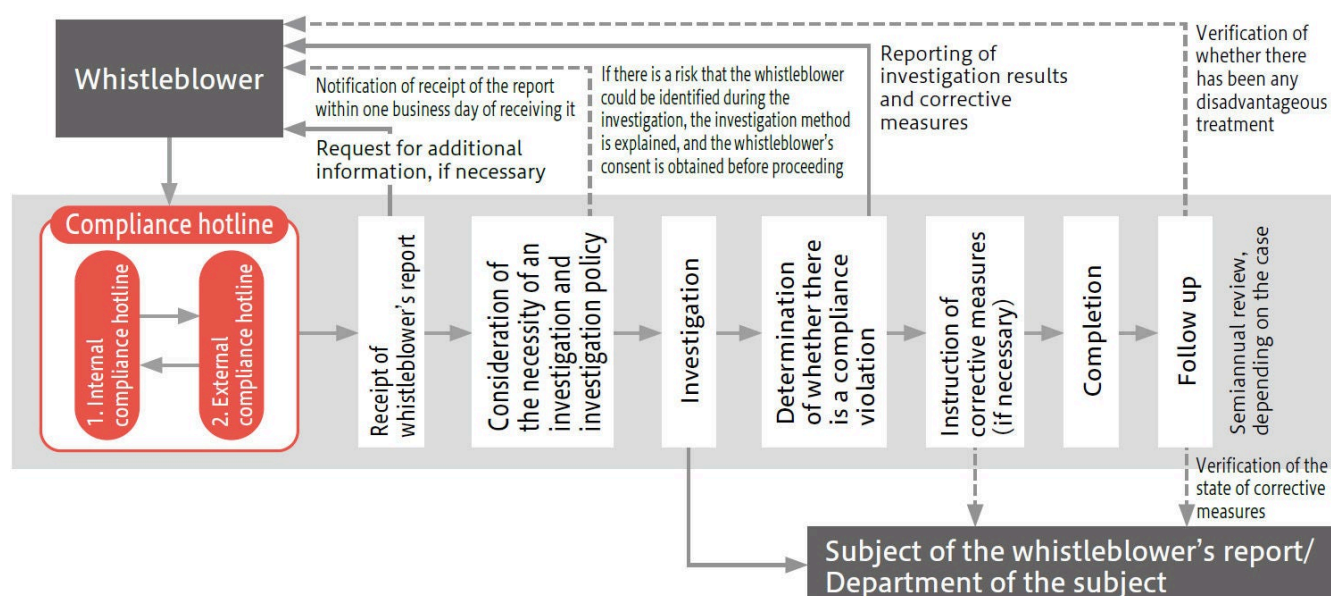 Whistleblower
Notification of receipt of the report
within one business day of receiving it
Request for additional
information, if necessary
If there is a risk that the whistleblower
could be identified during the
investigation, the investigation method
is explained, and the whistleblower's
consent is obtained before proceeding
Reporting of
investigation results
and corrective
measures
Verification of
whether there
has been any
disadvantageous
treatment
Compliance hotline
1. Internal
compliance hotline
2. External
compliance hotline
Receipt of
whistleblower's report
Consideration of
the necessity of an
investigation and
investigation policy
Investigation
Determination
of whether there
is a compliance
violation
Instruction of
corrective measures
(if necessary)
Completion
Follow up
Semiannual review,
depending on the case
Verification of the
state of corrective
measures
Subject of the whistleblower's report/
Department of the subject